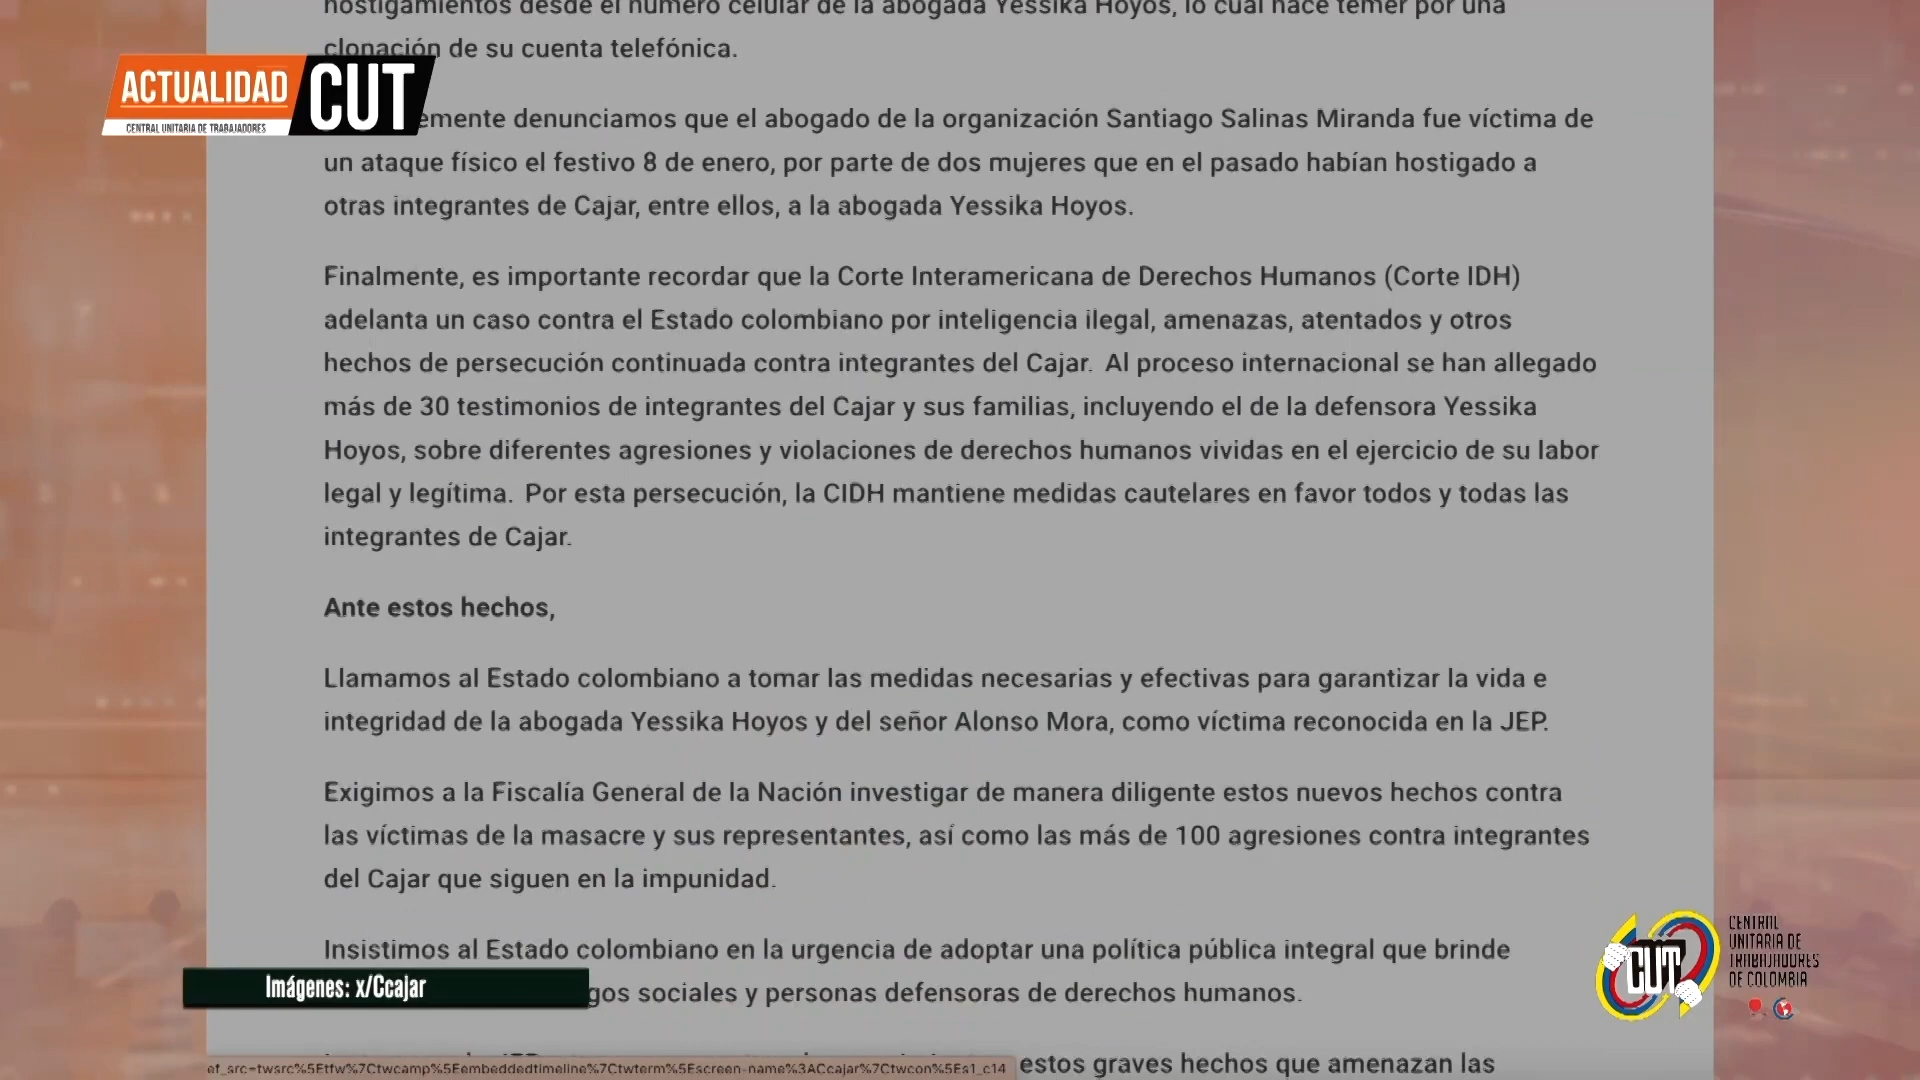 hostigamientos desde el número celular de la abogada Yessika Hoyos, lo cual hace temer por una
clonación de su cuenta telefónica.
ACTUALIDAD CUT
CENTRAL UNITARIA DE TRABAJADORES
emente denunciamos que el abogado de la organización Santiago Salinas Miranda fue víctima de
un ataque físico el festivo 8 de enero, por parte de dos mujeres que en el pasado habían hostigado a
otras integrantes de Cajar, entre ellos, a la abogada Yessika Hoyos.
Finalmente, es importante recordar que la Corte Interamericana de Derechos Humanos (Corte IDH)
adelanta un caso contra el Estado colombiano por inteligencia ilegal, amenazas, atentados y otros
hechos de persecución continuada contra integrantes del Cajar. Al proceso internacional se han allegado
más de 30 testimonios de integrantes del Cajar y sus familias, incluyendo el de la defensora Yessika
Hoyos, sobre diferentes agresiones y violaciones de derechos humanos vividas en el ejercicio de su labor
legal y legítima. Por esta persecución, la CIDH mantiene medidas cautelares en favor todos y todas las
integrantes de Cajar.
Ante estos hechos,
Llamamos al Estado colombiano a tomar las medidas necesarias y efectivas para garantizar la vida e
integridad de la abogada Yessika Hoyos y del señor Alonso Mora, como víctima reconocida en la JEP.
Exigimos a la Fiscalía General de la Nación investigar de manera diligente estos nuevos hechos contra
las víctimas de la masacre y sus representantes, así como las más de 100 agresiones contra integrantes
del Cajar que siguen en la impunidad.
Insistimos al Estado colombiano en la urgencia de adoptar una política pública integral que brinde
gos sociales y personas defensoras de derechos humanos.
Imágenes: x/Ccajar
CUT
CENTRAL
UNITARIA DE
TRABAJADORES
DE COLOMBIA
estos graves hechos que amenazan las
ef_src=twsrc%5Etfw%7Ctwcamp%5Eembeddedtimeline%7Ctwterm%5Escreen-name%3ACcajar%7Ctwcon%5Es1_c14